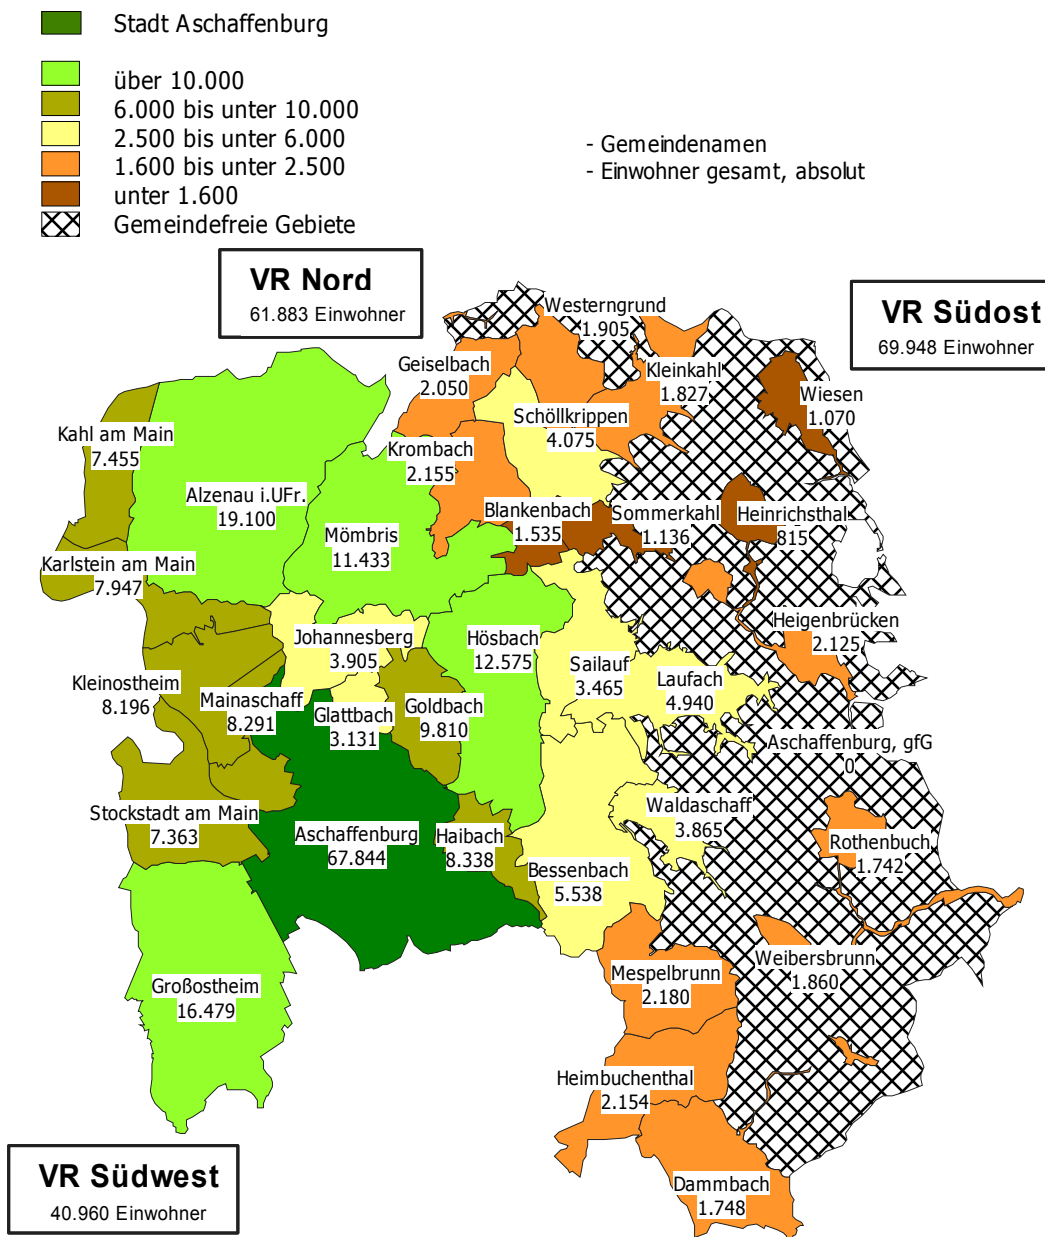 Stadt Aschaffenburg
über 10.000
6.000 bis unter 10.000
2.500 bis unter 6.000
1.600 bis unter 2.500
unter 1.600
Gemeindefreie Gebiete
- Gemeindenamen
- Einwohner gesamt, absolut
VR Nord
61.883 Einwohner
VR Südost
69.948 Einwohner
Westerngrund
1.905
Geiselbach
2.050
Kleinkahl
1.827
Wiesen
1.070
Schöllkrippen
4.075
Kahl am Main
7.455
Krombach
2.155
Alzenau i.UFr.
19.100
Blankenbach
1.535
Sommerkahl
1.136
Heinrichsthal
815
Mömbris
11.433
Karlstein am Main
7.947
Heigenbrücken
2.125
Johannesberg
3.905
Hösbach
12.575
Sailauf
3.465
Laufach
4.940
Kleinostheim
8.196
Mainaschaff
8.291
Glattbach
3.131
Goldbach
9.810
Aschaffenburg, gfG
0
Stockstadt am Main
7.363
Aschaffenburg
67.844
Haibach
8.338
Waldaschaff
3.865
Rothenbuch
1.742
Bessenbach
5.538
Weibersbrunn
1.860
Mespelbrunn
2.180
Großostheim
16.479
Heimbuchenthal
2.154
Dammbach
1.748
VR Südwest
40.960 Einwohner